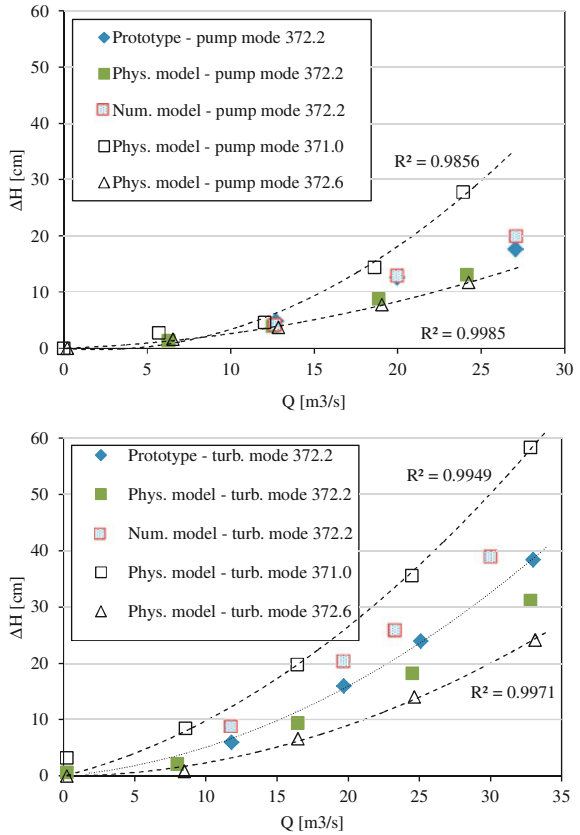 60
50
40
30
20
10
0
ΔH [cm]
Prototype - pump mode 372.2
Phys. model - pump mode 372.2
Num. model - pump mode 372.2
Phys. model - pump mode 371.0
Phys. model - pump mode 372.6
R² = 0.9856
R² = 0.9985
0 5 10 15 20 25 30
Q [m3/s]
60
50
40
30
20
10
0
ΔH [cm]
Prototype - turb. mode 372.2
Phys. model - turb. mode 372.2
Num. model - turb. mode 372.2
Phys. model - turb. mode 371.0
Phys. model - turb. mode 372.6
R² = 0.9949
R² = 0.9971
0 5 10 15 20 25 30 35
Q [m3/s]